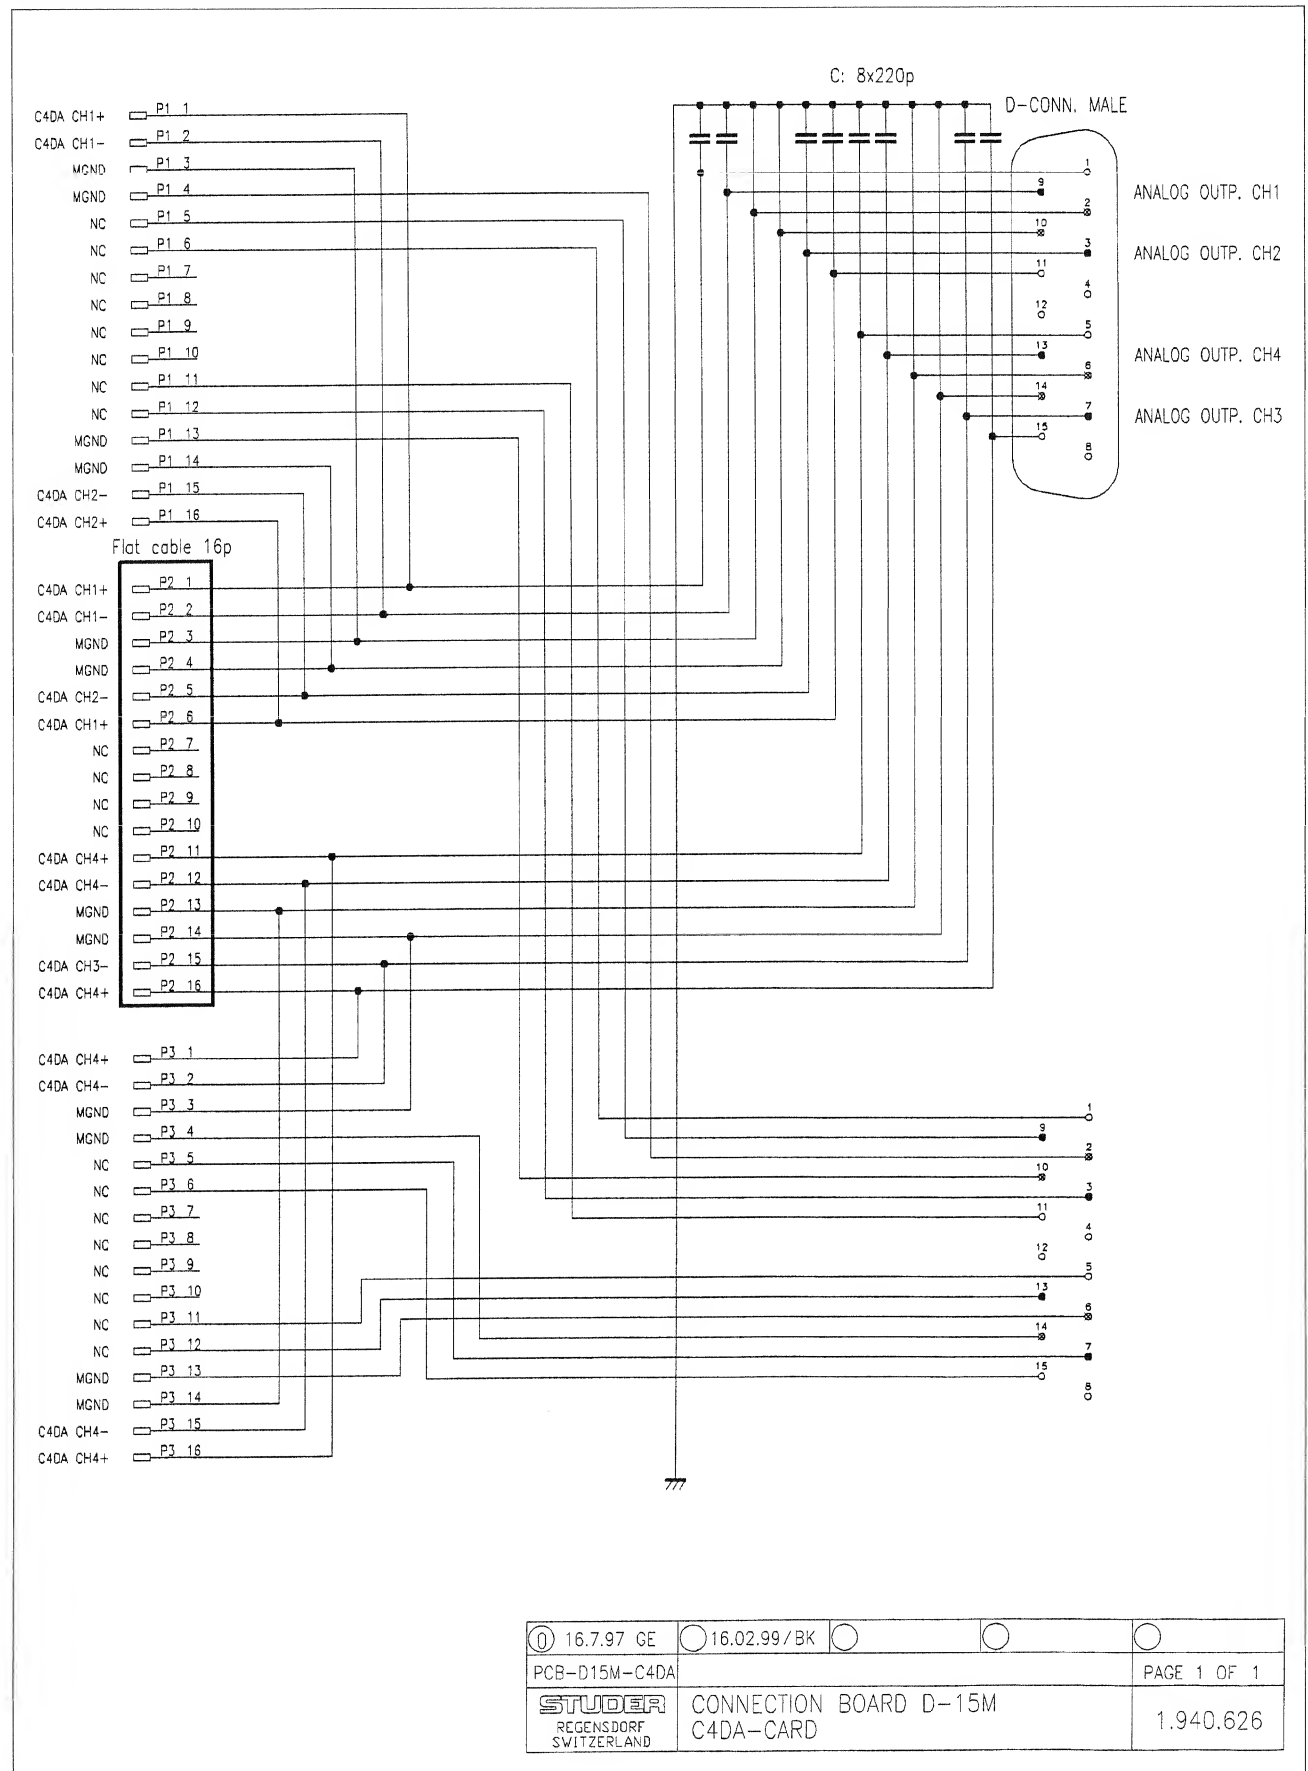 C: 8x220p
D-CONN. MALE
C4DA CH1+ P1 1
C4DA CH1- P1 2
MGND P1 3
MGND P1 4
NC P1 5
NC P1 6
NC P1 7
NC P1 8
NC P1 9
NC P1 10
NC P1 11
NC P1 12
MGND P1 13
MGND P1 14
C4DA CH2- P1 15
C4DA CH2+ P1 16
1
9 ANALOG OUTP. CH1
2
10
3 ANALOG OUTP. CH2
11
4
12
5
13 ANALOG OUTP. CH4
6
14
7 ANALOG OUTP. CH3
15
8
Flat cable 16p
C4DA CH1+ P2 1
C4DA CH1- P2 2
MGND P2 3
MGND P2 4
C4DA CH2- P2 5
C4DA CH1+ P2 6
NC P2 7
NC P2 8
NC P2 9
NC P2 10
C4DA CH4+ P2 11
C4DA CH4- P2 12
MGND P2 13
MGND P2 14
C4DA CH3- P2 15
C4DA CH4+ P2 16
C4DA CH4+ P3 1
C4DA CH4- P3 2
MGND P3 3
MGND P3 4
NC P3 5
NC P3 6
NC P3 7
NC P3 8
NC P3 9
NC P3 10
NC P3 11
NC P3 12
MGND P3 13
MGND P3 14
C4DA CH4- P3 15
C4DA CH4+ P3 16
1
9
2
10
3
11
4
12
5
13
6
14
7
15
8
0 16.7.97 GE 16.02.99/BK
PCB-D15M-C4DA PAGE 1 OF 1
STUDER
REGENSDORF
SWITZERLAND
CONNECTION BOARD D-15M
C4DA-CARD
1.940.626